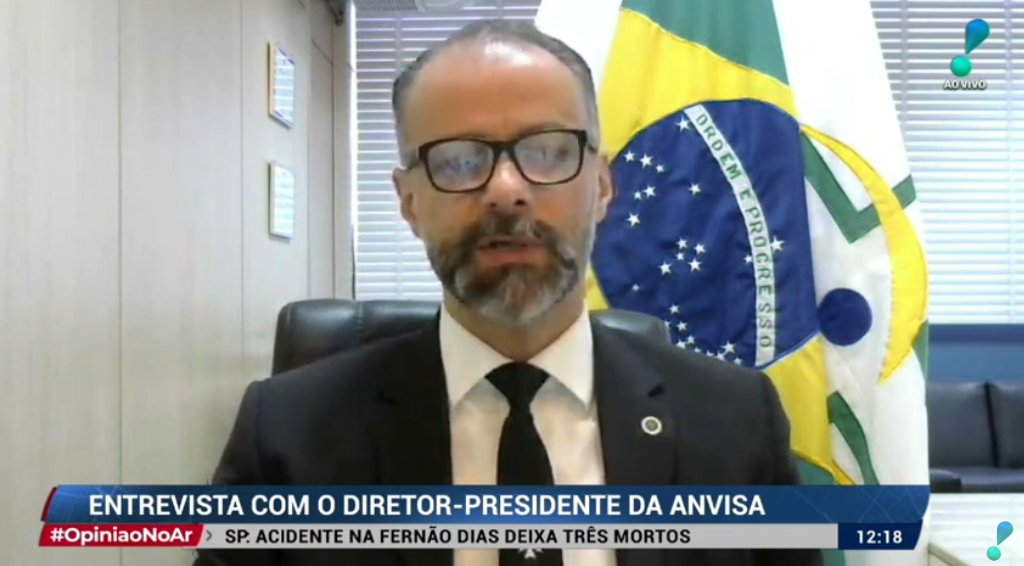 AO VIVO
ORDEM E PROGRESSO
ENTREVISTA COM O DIRETOR-PRESIDENTE DA ANVISA
#OpiniaoNoAr > SP: ACIDENTE NA FERNÃO DIAS DEIXA TRÊS MORTOS 12:18